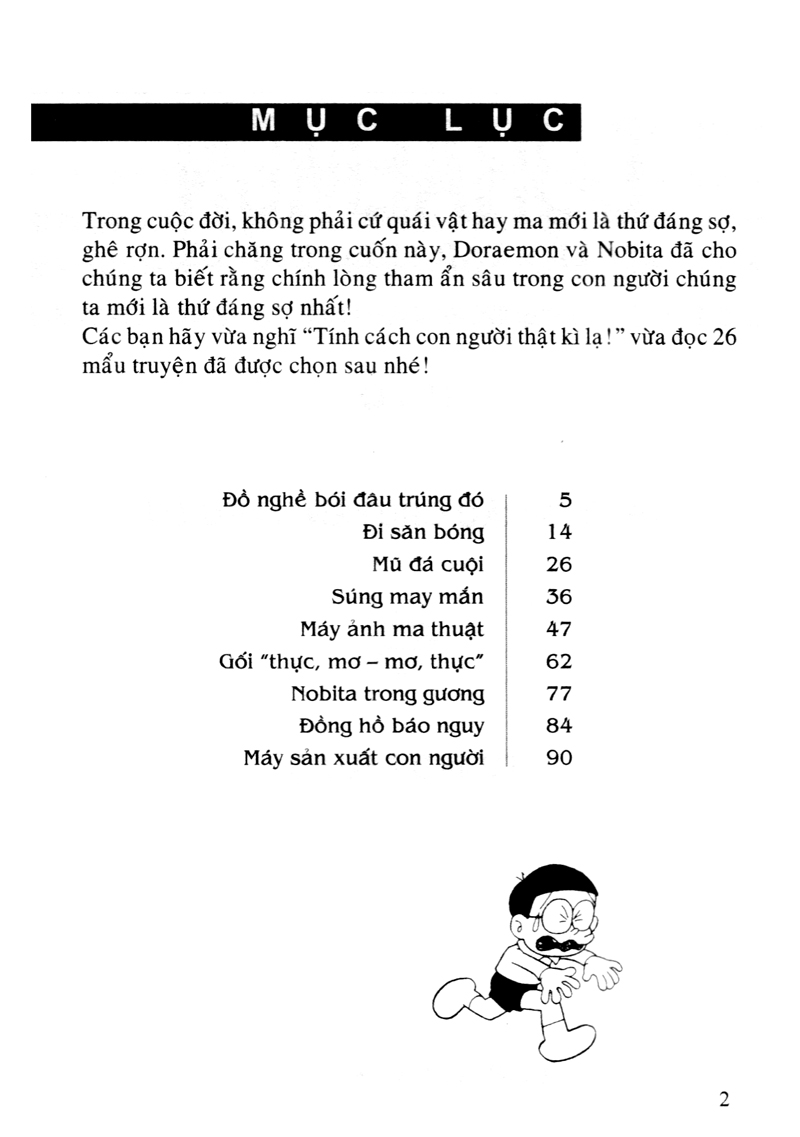 MỤC LỤC
Trong cuộc đời, không phải cứ quái vật hay ma mới là thứ đáng sợ,
ghê rợn. Phải chăng trong cuốn này, Doraemon và Nobita đã cho
chúng ta biết rằng chính lòng tham ẩn sâu trong con người chúng
ta mới là thứ đáng sợ nhất!
Các bạn hãy vừa nghĩ “Tính cách con người thật kì lạ!” vừa đọc 26
mẩu truyện đã được chọn sau nhé!
Đồ nghề bói đâu trúng đó 5
Đi săn bóng 14
Mũ đá cuội 26
Súng may mắn 36
Máy ảnh ma thuật 47
Gối "thực, mơ – mơ, thực" 62
Nobita trong gương 77
Đồng hồ báo nguy 84
Máy sản xuất con người 90
2